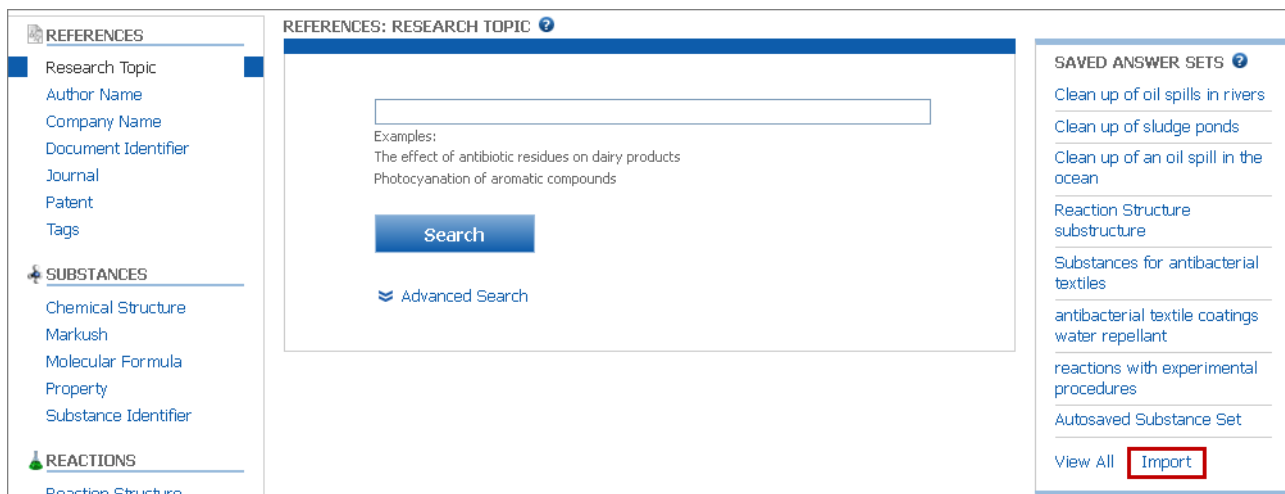 REFERENCES
Research Topic
Author Name
Company Name
Document Identifier
Journal
Patent
Tags
SUBSTANCES
Chemical Structure
Markush
Molecular Formula
Property
Substance Identifier
REACTIONS
Reaction Structure
REFERENCES: RESEARCH TOPIC ?
Examples:
The effect of antibiotic residues on dairy products
Photocyanation of aromatic compounds
Search
Advanced Search
SAVED ANSWER SETS ?
Clean up of oil spills in rivers
Clean up of sludge ponds
Clean up of an oil spill in the
ocean
Reaction Structure
substructure
Substances for antibacterial
textiles
antibacterial textile coatings
water repellant
reactions with experimental
procedures
Autosaved Substance Set
View All Import